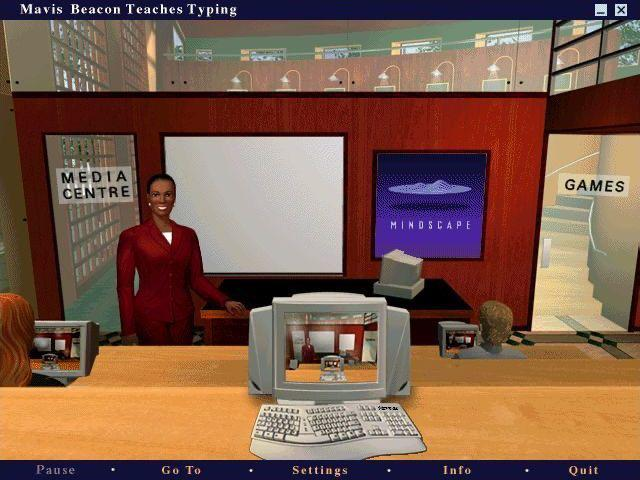 Mavis Beacon Teaches Typing
MEDIA
CENTRE
MINDSCAPE
GAMES
Pause • Go To • Settings • Info • Quit